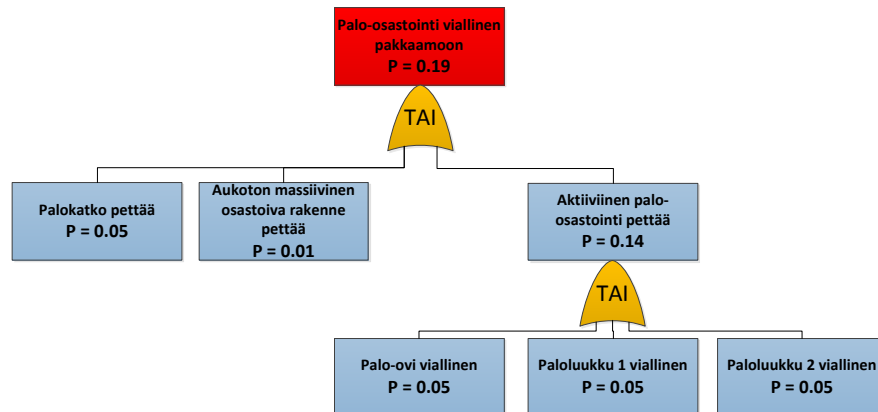 Palo-osastointi viallinen
pakkaamoon
P = 0.19
TAI
Palokatko pettää
P = 0.05
Aukoton massiivinen
osastoiva rakenne
pettää
P = 0.01
Aktiiviinen palo-
osastointi pettää
P = 0.14
TAI
Palo-ovi viallinen
P = 0.05
Paloluukku 1 viallinen
P = 0.05
Paloluukku 2 viallinen
P = 0.05